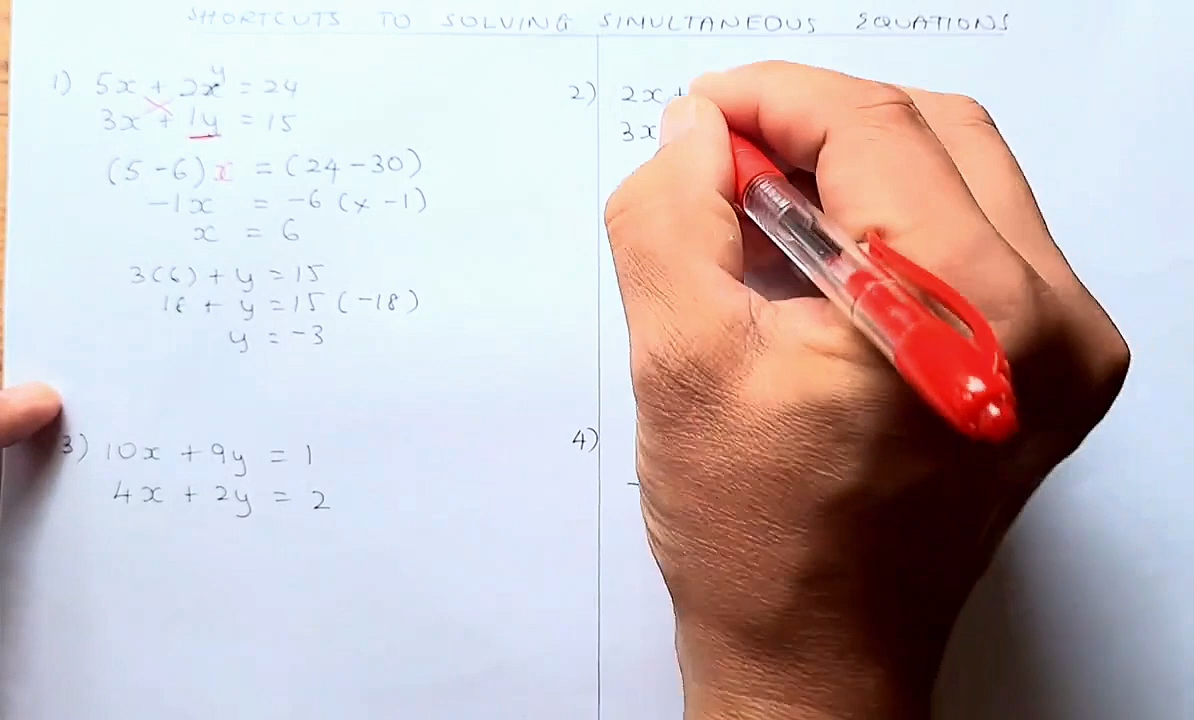 SHORTCUTS TO SOLVING SIMULTANEOUS EQUATIONS
1) 5x + 2y = 24
3x + 1y = 15
(5 - 6)x = (24 - 30)
-1x = -6 (x -1)
x = 6
3(6) + y = 15
18 + y = 15 (-18)
y = -3
2) 2x +
3x
3) 10x + 9y = 1
4x + 2y = 2
4)